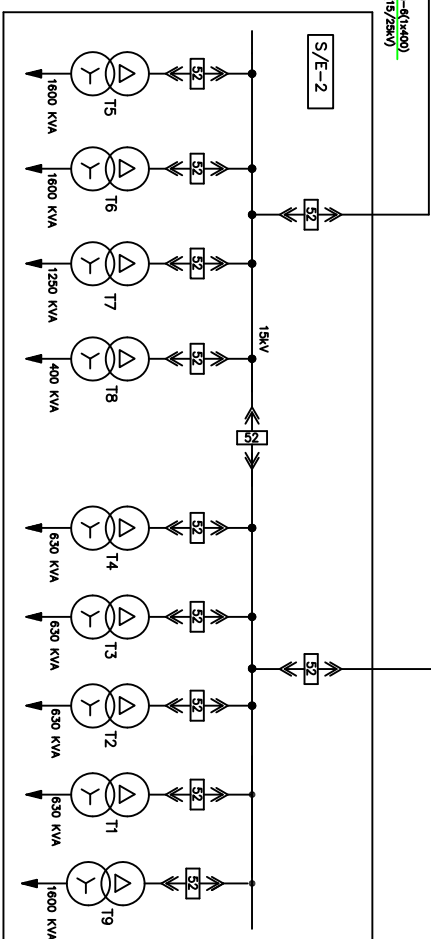 -6(1x400)
15/25kV)
S/E-2
52
52
15kV
52
52
T5
1600 KVA
52
T6
1600 KVA
52
T7
1250 KVA
52
T8
400 KVA
52
T4
630 KVA
52
T3
630 KVA
52
T2
630 KVA
52
T1
630 KVA
52
T9
1600 KVA